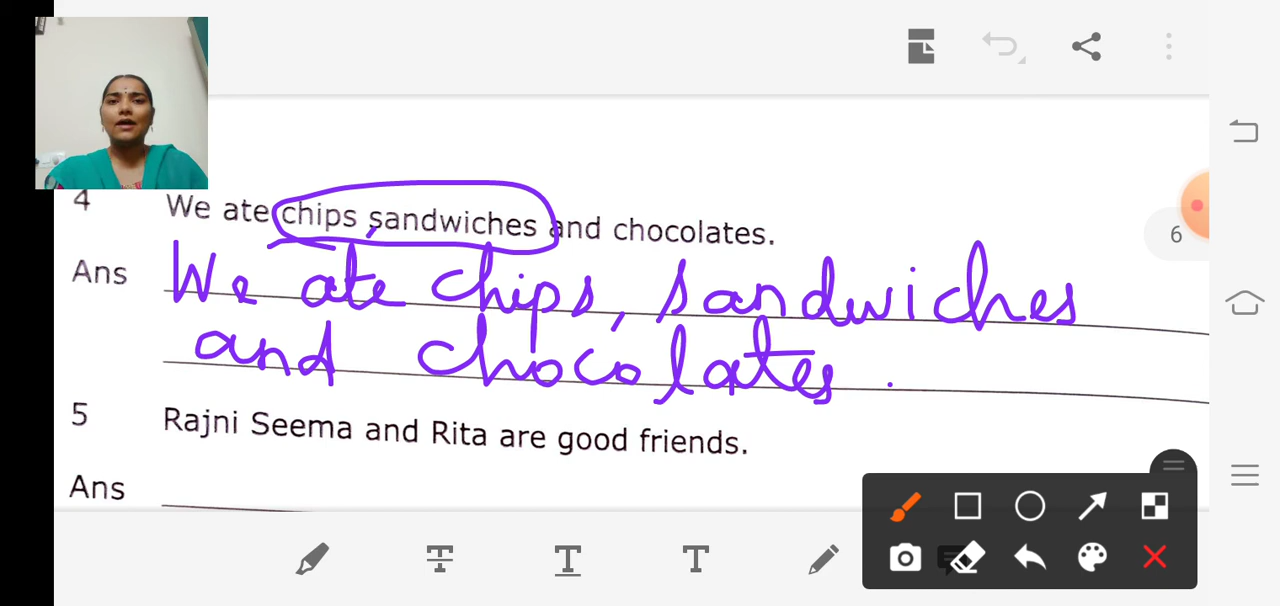 6
4 We ate chips, sandwiches and chocolates.
Ans We ate chips, sandwiches
and chocolates.
5 Rajni Seema and Rita are good friends.
Ans
T T T